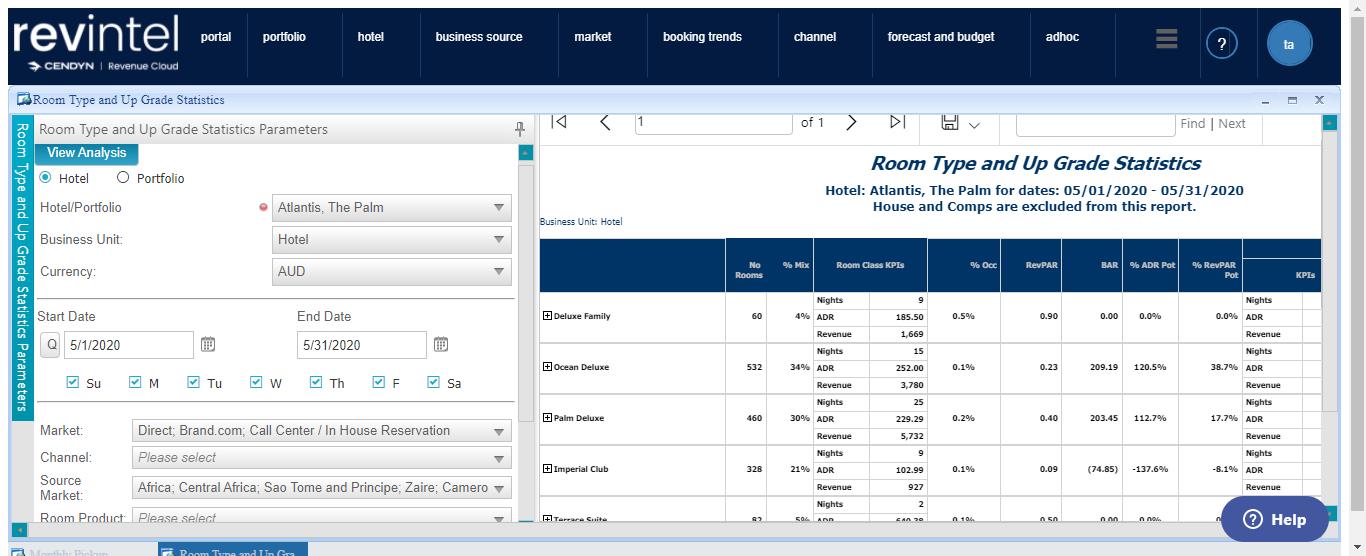 revintel
CENDYN | Revenue Cloud
portal
portfolio
hotel
business source
market
booking trends
channel
forecast and budget
adhoc
?
ta
Room Type and Up Grade Statistics
Room Type and Up Grade Statistics Parameters
Room Type and Up Grade Statistics Parameters
View Analysis
Hotel
Portfolio
Hotel/Portfolio
Atlantis, The Palm
Business Unit:
Hotel
Currency:
AUD
Start Date
End Date
Q
5/1/2020
5/31/2020
Su
M
Tu
W
Th
F
Sa
Market:
Direct; Brand.com; Call Center / In House Reservation
Channel:
Please select
Source
Market:
Africa; Central Africa; Sao Tome and Principe; Zaire; Camero
Room Product:
Please select
1
of 1
Find | Next
Room Type and Up Grade Statistics
Hotel: Atlantis, The Palm for dates: 05/01/2020 - 05/31/2020
House and Comps are excluded from this report.
Business Unit: Hotel
No Rooms % Mix Room Class KPIs % Occ RevPAR BAR % ADR Pot % RevPAR Pot KPIs
Nights 9 Nights
Deluxe Family 60 4% ADR 185.50 0.5% 0.90 0.00 0.0% 0.0% ADR
Revenue 1,669 Revenue
Nights 15 Nights
Ocean Deluxe 532 34% ADR 252.00 0.1% 0.23 209.19 120.5% 38.7% ADR
Revenue 3,780 Revenue
Nights 25 Nights
Palm Deluxe 460 30% ADR 229.29 0.2% 0.40 203.45 112.7% 17.7% ADR
Revenue 5,732 Revenue
Nights 9 Nights
Imperial Club 328 21% ADR 102.99 0.1% 0.09 (74.85) -137.6% -8.1% ADR
Revenue 927 Revenue
Nights 2 Nights
Terrace Suite 82 5% ADR 640.38 0.1% 0.50 0.00 0.0%
Help
Monthly Pickup
Room Type and Up Gra